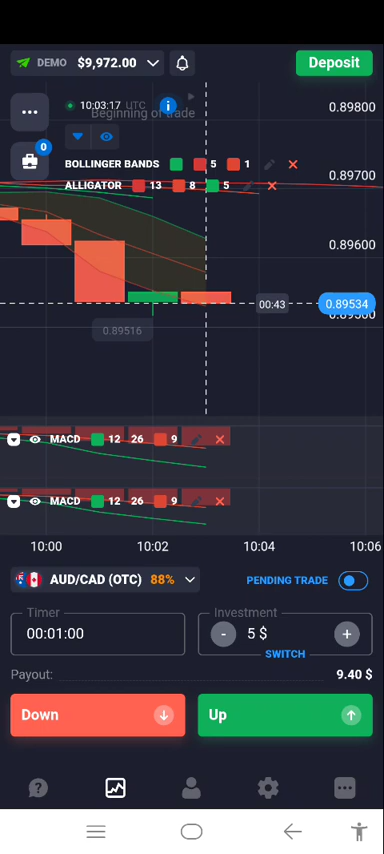 DEMO $9,972.00
Deposit
10:03:17 UTC i
Beginning of trade
0.89800
0
BOLLINGER BANDS 5 1
0.89700
ALLIGATOR 13 8 5
0.89600
00:43
0.89534
0.89516
MACD 12 26 9
MACD 12 26 9
10:00 10:02 10:04 10:06
AUD/CAD (OTC) 88%
PENDING TRADE
Timer
00:01:00
Investment
- 5 $ +
SWITCH
Payout: 9.40 $
Down
Up